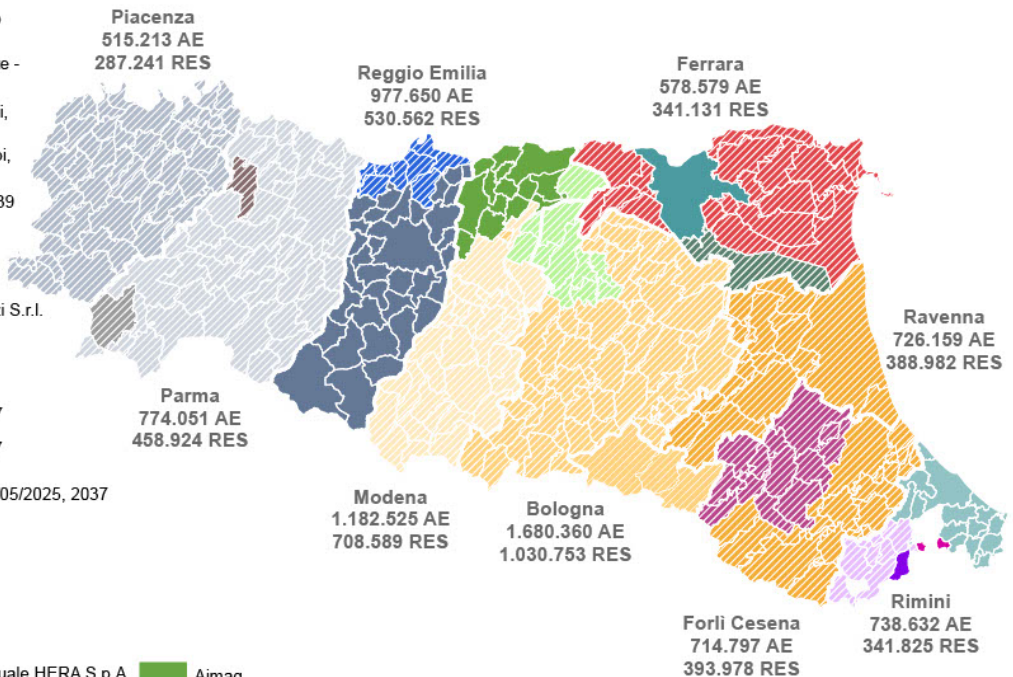 Piacenza
515.213 AE
287.241 RES
Reggio Emilia
977.650 AE
530.562 RES
Ferrara
578.579 AE
341.131 RES
Ravenna
726.159 AE
388.982 RES
Parma
774.051 AE
458.924 RES
Modena
1.182.525 AE
708.589 RES
Bologna
1.680.360 AE
1.030.753 RES
Forlì Cesena
714.797 AE
393.978 RES
Rimini
738.632 AE
341.825 RES
i S.r.l.
05/2025, 2037
HERA S.p.A.
Aimag